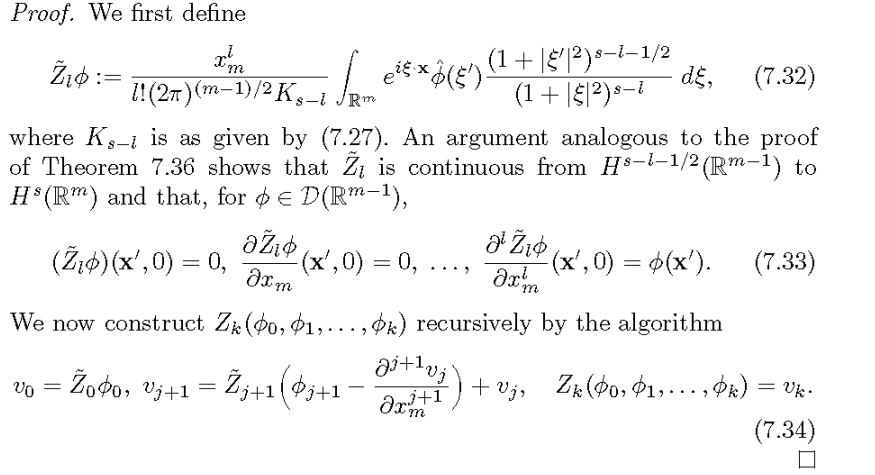 Proof. We first define
$\tilde{Z}_l\phi := \frac{x_m^l}{l!(2\pi)^{(m-1)/2}K_{s-l}} \int_{\mathbb{R}^m} e^{i\xi\cdot\mathbf{x}}\hat{\phi}(\xi')\frac{(1+|\xi'|^2)^{s-l-1/2}}{(1+|\xi|^2)^{s-l}}\,d\xi,$ (7.32)
where $K_{s-l}$ is as given by (7.27). An argument analogous to the proof
of Theorem 7.36 shows that $\tilde{Z}_l$ is continuous from $H^{s-l-1/2}(\mathbb{R}^{m-1})$ to
$H^s(\mathbb{R}^m)$ and that, for $\phi \in \mathcal{D}(\mathbb{R}^{m-1})$,
$(\tilde{Z}_l\phi)(\mathbf{x}',0) = 0,\ \frac{\partial\tilde{Z}_l\phi}{\partial x_m}(\mathbf{x}',0) = 0,\ \ldots,\ \frac{\partial^l\tilde{Z}_l\phi}{\partial x_m^l}(\mathbf{x}',0) = \phi(\mathbf{x}').$ (7.33)
We now construct $Z_k(\phi_0,\phi_1,\ldots,\phi_k)$ recursively by the algorithm
$v_0 = \tilde{Z}_0\phi_0,\ v_{j+1} = \tilde{Z}_{j+1}\Big(\phi_{j+1} - \frac{\partial^{j+1}v_j}{\partial x_m^{j+1}}\Big) + v_j,\quad Z_k(\phi_0,\phi_1,\ldots,\phi_k) = v_k.$
(7.34)
□